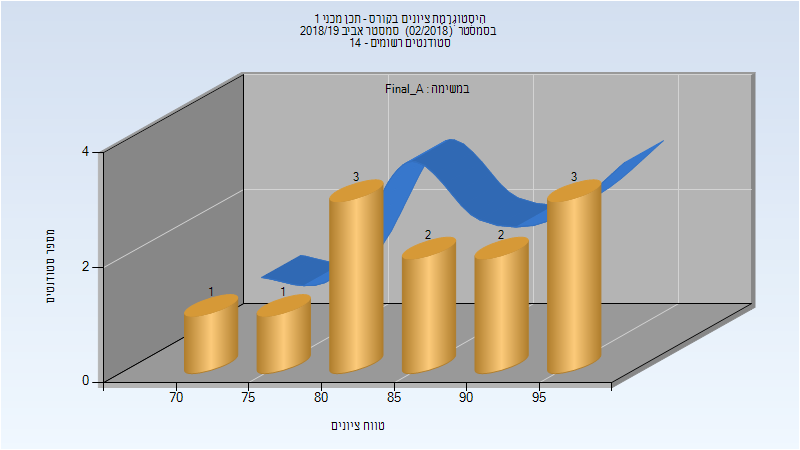 היסטוגרמת ציונים בקורס - תכן מכני 1
בסמסטר (02/2018) סמסטר אביב 2018/19
סטודנטים רשומים - 14
במשימה : Final_A
מספר סטודנטים
4
2
0
1
1
3
2
2
3
70
75
80
85
90
95
טווח ציונים